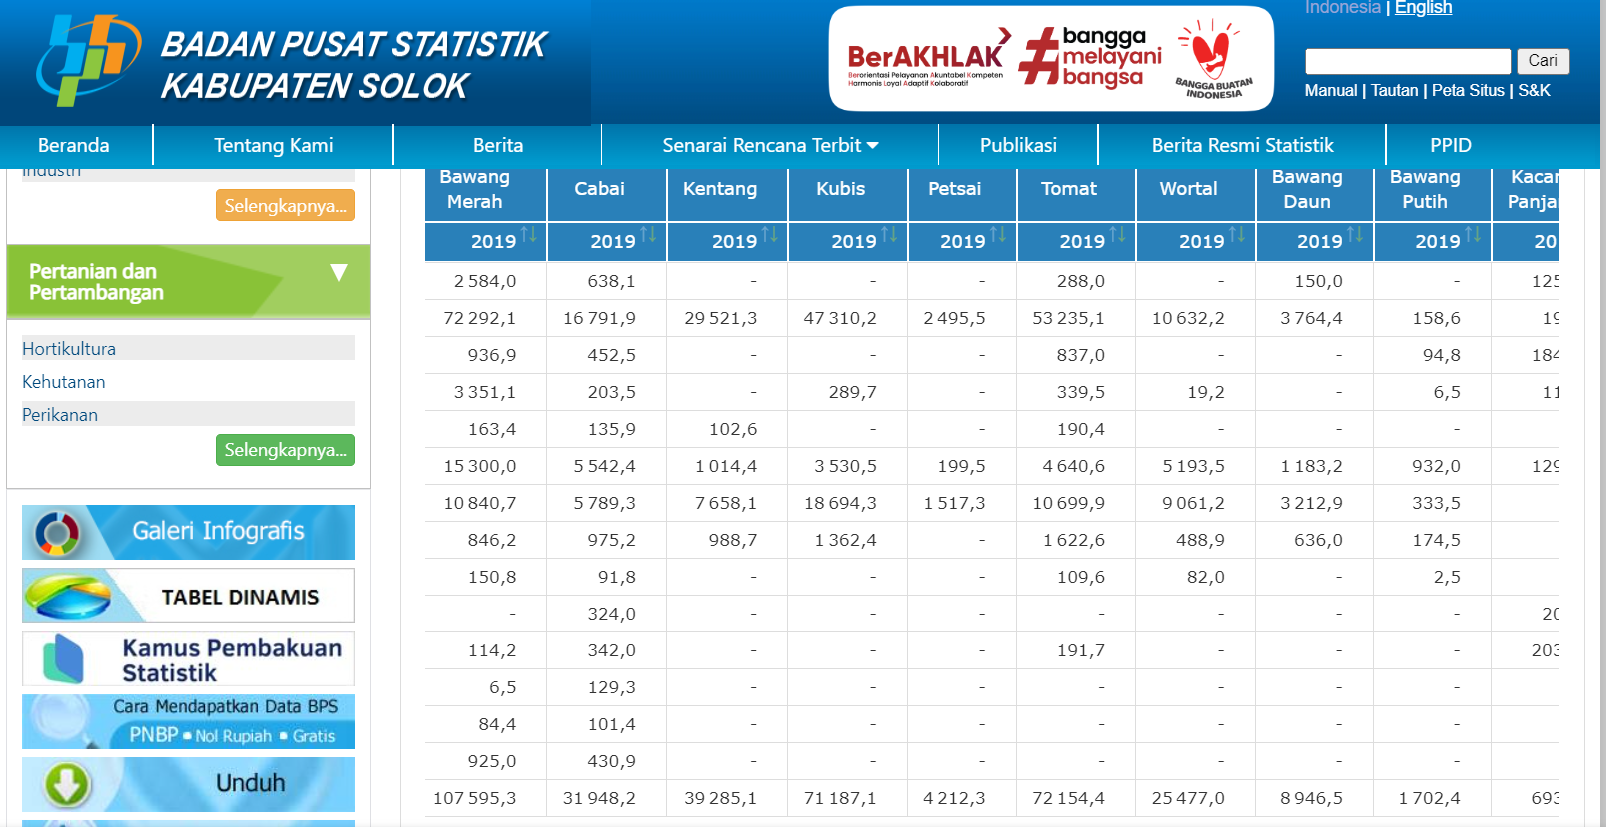 Indonesia | English
BADAN PUSAT STATISTIK
KABUPATEN SOLOK
BerAKHLAK
Berorientasi Pelayanan Akuntabel Kompeten
Harmonis Loyal Adaptif Kolaboratif
# bangga
melayani
bangsa
BANGGA BUATAN
INDONESIA
Cari
Manual | Tautan | Peta Situs | S&K
Beranda Tentang Kami Berita Senarai Rencana Terbit Publikasi Berita Resmi Statistik PPID
Industri
Selengkapnya...
Pertanian dan
Pertambangan
Hortikultura
Kehutanan
Perikanan
Selengkapnya...
Galeri Infografis
TABEL DINAMIS
Kamus Pembakuan
Statistik
Cara Mendapatkan Data BPS
PNBP Nol Rupiah Gratis
Unduh
Bawang Merah Cabai Kentang Kubis Petsai Tomat Wortal Bawang Daun Bawang Putih
2019 2019 2019 2019 2019 2019 2019 2019 2019 20
2 584,0 638,1 - - - 288,0 - 150,0 - 125
72 292,1 16 791,9 29 521,3 47 310,2 2 495,5 53 235,1 10 632,2 3 764,4 158,6 19
936,9 452,5 - - - 837,0 - - 94,8 184
3 351,1 203,5 - 289,7 - 339,5 19,2 - 6,5 11
163,4 135,9 102,6 - - 190,4 - - -
15 300,0 5 542,4 1 014,4 3 530,5 199,5 4 640,6 5 193,5 1 183,2 932,0 129
10 840,7 5 789,3 7 658,1 18 694,3 1 517,3 10 699,9 9 061,2 3 212,9 333,5
846,2 975,2 988,7 1 362,4 - 1 622,6 488,9 636,0 174,5
150,8 91,8 - - - 109,6 82,0 - 2,5
- 324,0 - - - - - - - 20
114,2 342,0 - - - 191,7 - - - 203
6,5 129,3 - - - - - - -
84,4 101,4 - - - - - - -
925,0 430,9 - - - - - - -
107 595,3 31 948,2 39 285,1 71 187,1 4 212,3 72 154,4 25 477,0 8 946,5 1 702,4 693